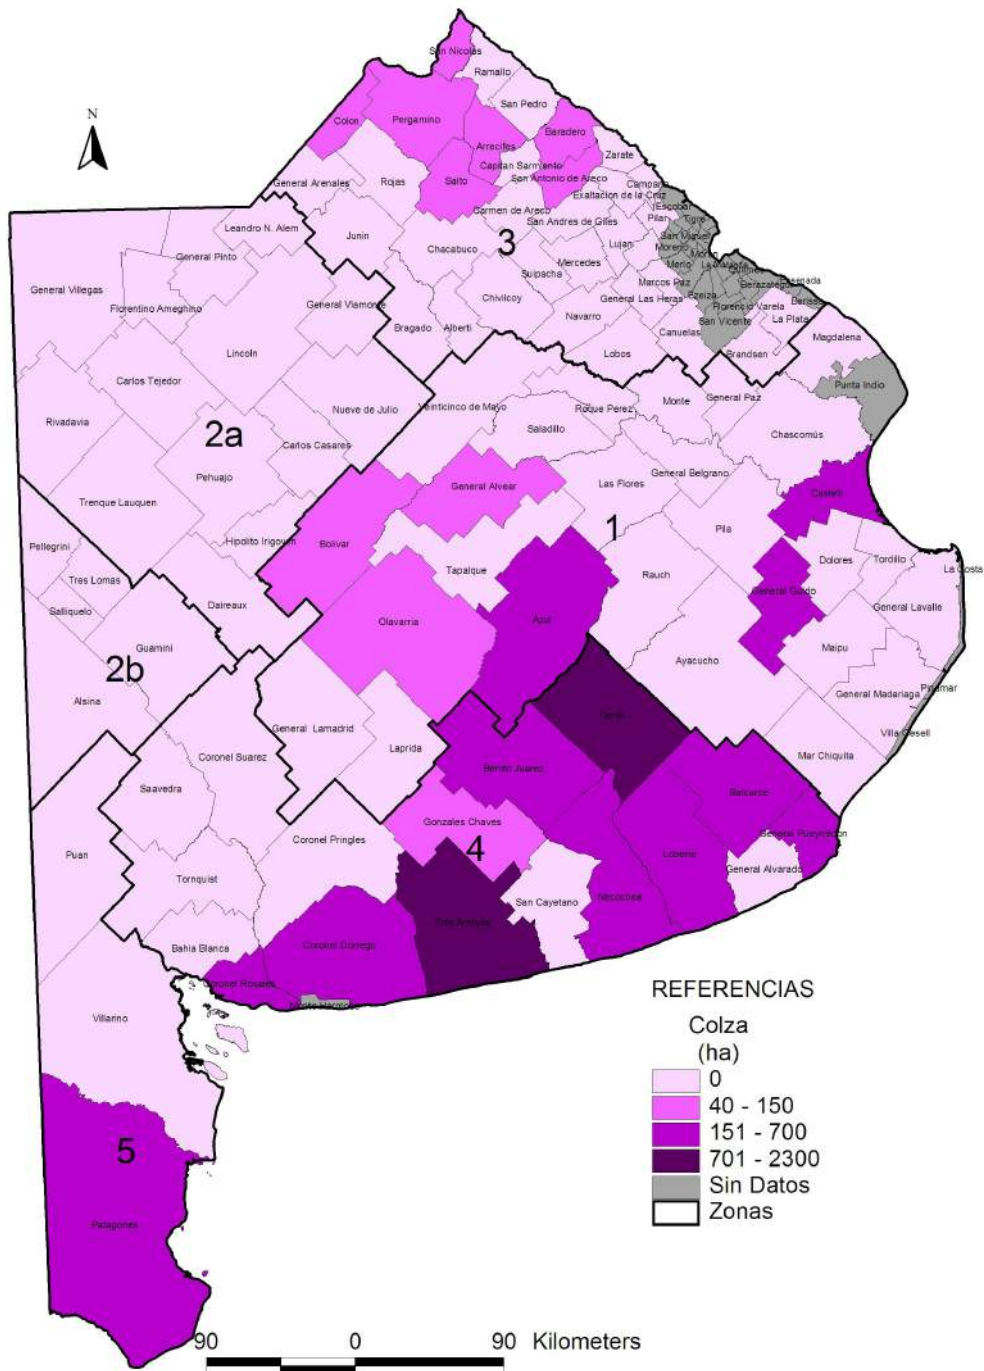 San Nicolas
Ramallo
San Pedro
N
Colon
Pergamino
Baradero
Arrecifes
Zarate
Capitan Sarmiento
General Arenales
Rojas
Salto
San Antonio de Areco
Campana
Exaltacion de la Cruz
Escobar
Carmen de Areco
San Andres de Giles
Pilar
Tigre
Leandro N. Alem
Junin
San Miguel
Chacabuco
3
Lujan
Moreno
General Pinto
Mercedes
Merlo
Suipacha
General Villegas
Marcos Paz
Ezeiza
Berazategui
General Viamonte
Chivilcoy
General Las Heras
Florencio Varela
Florentino Ameghino
Navarro
La Plata
San Vicente
Bragado
Alberti
Canuelas
Magdalena
Lincoln
Lobos
Brandsen
Carlos Tejedor
Punta Indio
Monte
General Paz
Nueve de Julio
Veinticinco de Mayo
Roque Perez
Rivadavia
Saladillo
Chascomús
2a
Carlos Casares
Pehuajo
General Belgrano
Las Flores
General Alvear
Castelli
Trenque Lauquen
1
Pila
Hipolito Irigoyen
Bolivar
Pellegrini
Dolores
Tordillo
Tapalque
La Costa
Rauch
Tres Lomas
Daireaux
General Guido
Salliquelo
General Lavalle
Olavarria
Azul
Guamini
Maipu
2b
Ayacucho
Alsina
General Madariaga
Pinamar
Tandil
General Lamadrid
Villa Gesell
Laprida
Coronel Suarez
Mar Chiquita
Benito Juarez
Saavedra
Balcarce
Gonzales Chaves
General Pueyrredon
Coronel Pringles
4
Puan
Loberia
General Alvarado
Tornquist
Necochea
San Cayetano
Tres Arroyos
Bahia Blanca
Coronel Dorrego
Coronel Rosales
Monte Hermoso
Villarino
REFERENCIAS
Colza
(ha)
0
40 - 150
151 - 700
701 - 2300
Sin Datos
Zonas
5
Patagones
90 0 90 Kilometers